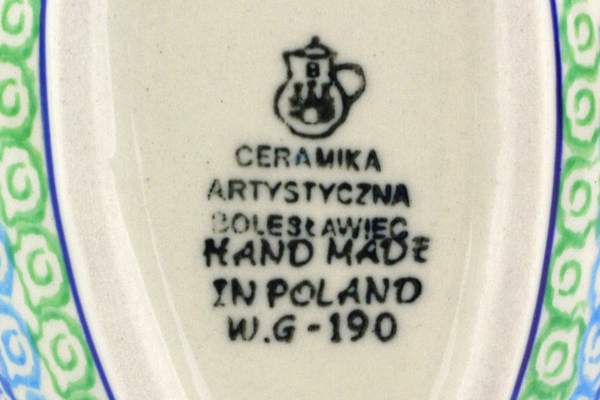 B
CERAMIKA
ARTYSTYCZNA
BOLESŁAWIEC
HAND MADE
IN POLAND
W.G-190